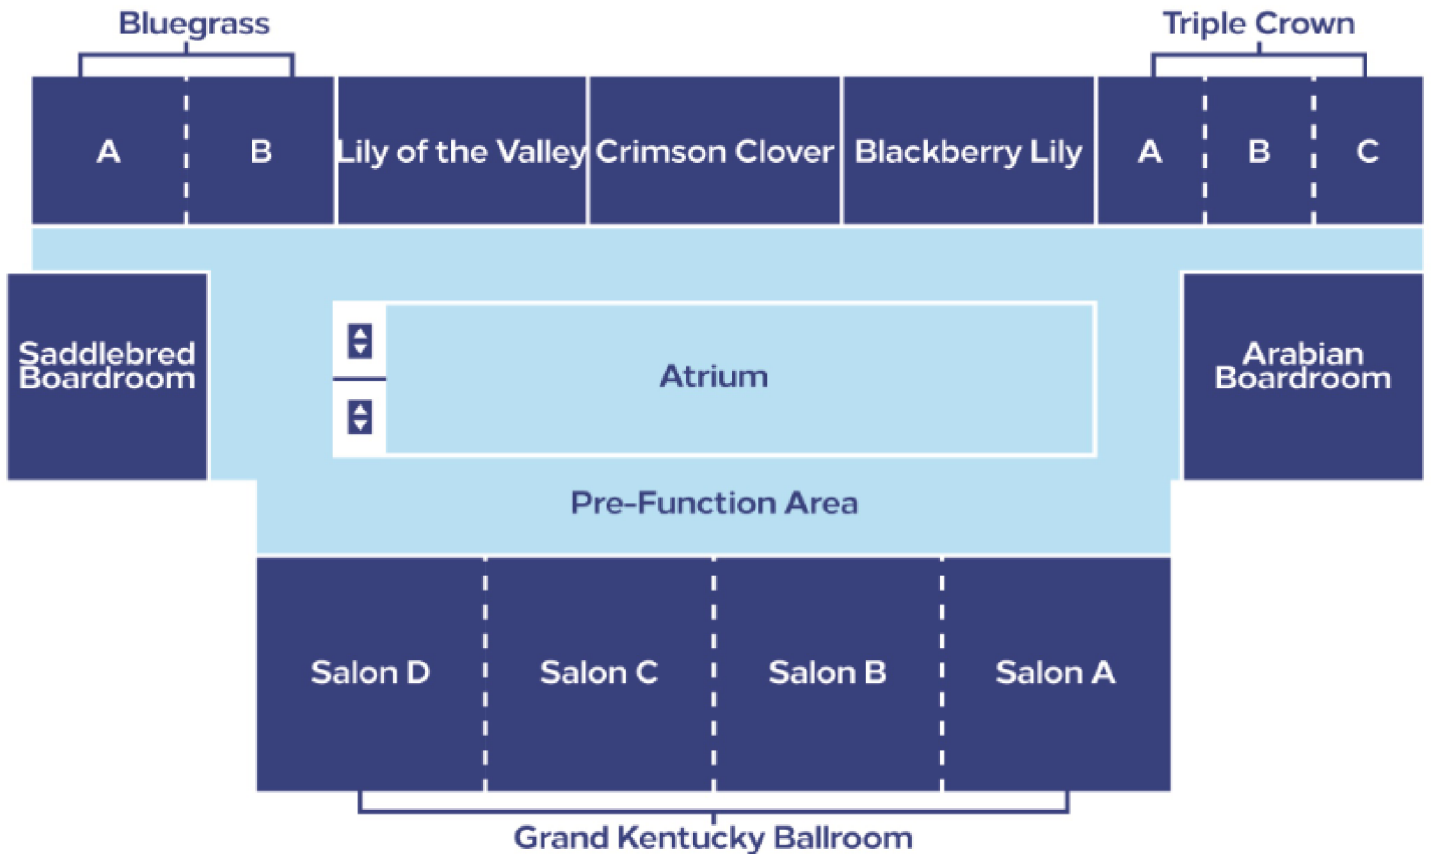 Bluegrass
Triple Crown
A
B
Lily of the Valley
Crimson Clover
Blackberry Lily
A
B
C
Saddlebred
Boardroom
Atrium
Arabian
Boardroom
Pre-Function Area
Salon D
Salon C
Salon B
Salon A
Grand Kentucky Ballroom